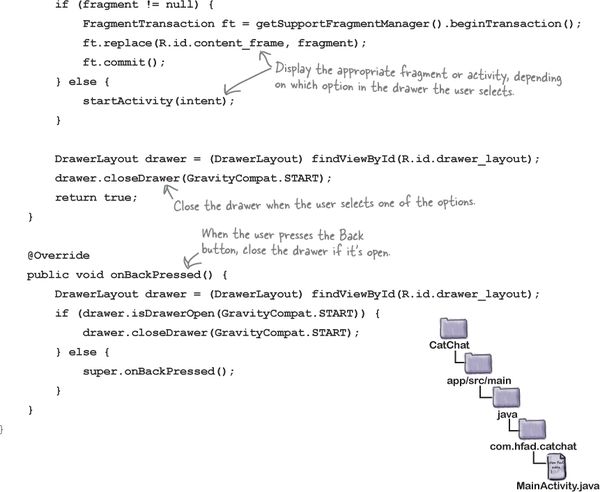 if (fragment != null) {
FragmentTransaction ft = getSupportFragmentManager().beginTransaction();
ft.replace(R.id.content_frame, fragment);
ft.commit();
} else {
Display the appropriate fragment or activity, depending
on which option in the drawer the user selects.
startActivity(intent);
}
DrawerLayout drawer = (DrawerLayout) findViewById(R.id.drawer_layout);
drawer.closeDrawer(GravityCompat.START);
return true;
Close the drawer when the user selects one of the options.
}
When the user presses the Back
button, close the drawer if it's open.
@Override
public void onBackPressed() {
DrawerLayout drawer = (DrawerLayout) findViewById(R.id.drawer_layout);
if (drawer.isDrawerOpen(GravityCompat.START)) {
drawer.closeDrawer(GravityCompat.START);
} else {
super.onBackPressed();
}
}
}
CatChat
app/src/main
java
com.hfad.catchat
MainActivity.java